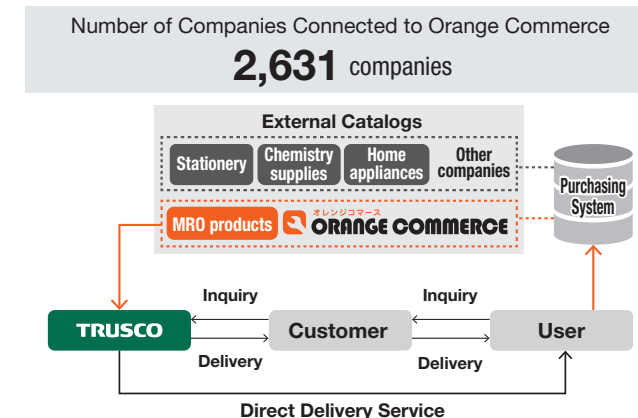 Number of Companies Connected to Orange Commerce
2,631 companies
External Catalogs
Stationery
Chemistry
supplies
Home
appliances
Other
companies
Purchasing
System
MRO products
オレンジコマース
ORANGE COMMERCE
Inquiry
Inquiry
TRUSCO
Customer
User
Delivery
Delivery
Direct Delivery Service